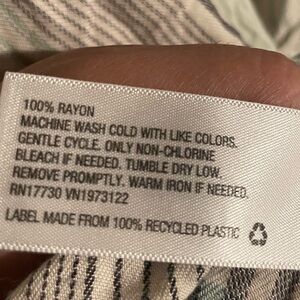 100% RAYON
MACHINE WASH COLD WITH LIKE COLORS.
GENTLE CYCLE. ONLY NON-CHLORINE
BLEACH IF NEEDED. TUMBLE DRY LOW.
REMOVE PROMPTLY. WARM IRON IF NEEDED.
RN17730 VN1973122
LABEL MADE FROM 100% RECYCLED PLASTIC